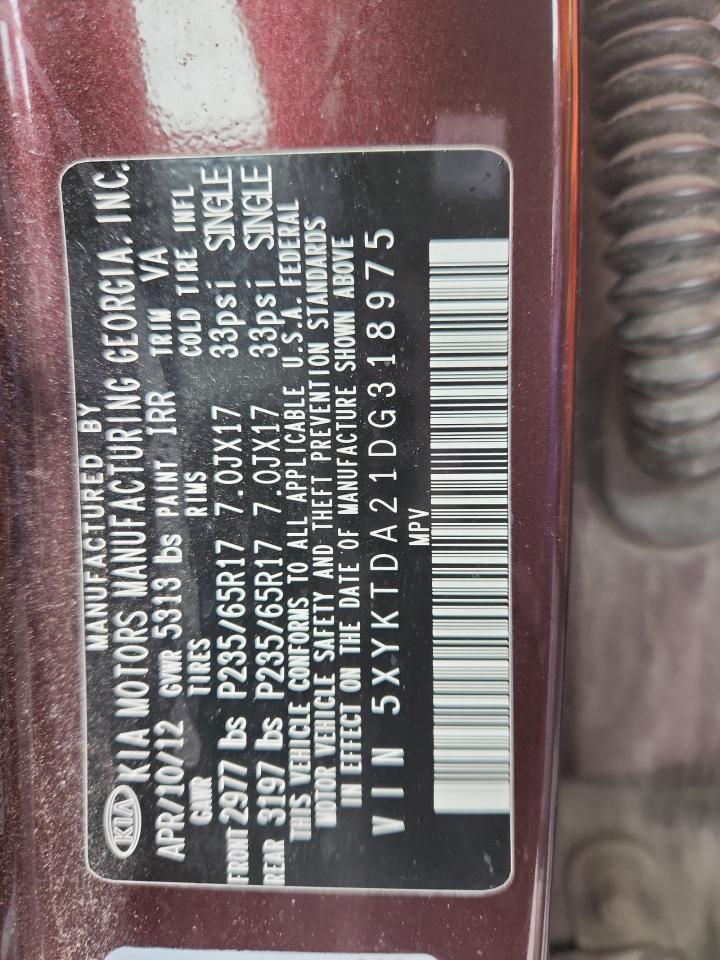 MANUFACTURED BY
KIA KIA MOTORS MANUFACTURING GEORGIA, INC.
APR/10/12 GVWR 5313 lbs PAINT IRR TRIM VA
GAWR TIRES RIMS COLD TIRE INFL
FRONT 2977 lbs P235/65R17 7.0JX17 33psi SINGLE
REAR 3197 lbs P235/65R17 7.0JX17 33psi SINGLE
THIS VEHICLE CONFORMS TO ALL APPLICABLE U.S.A. FEDERAL
MOTOR VEHICLE SAFETY AND THEFT PREVENTION STANDARDS
IN EFFECT ON THE DATE OF MANUFACTURE SHOWN ABOVE
VIN 5XYKTDA21DG318975
MPV